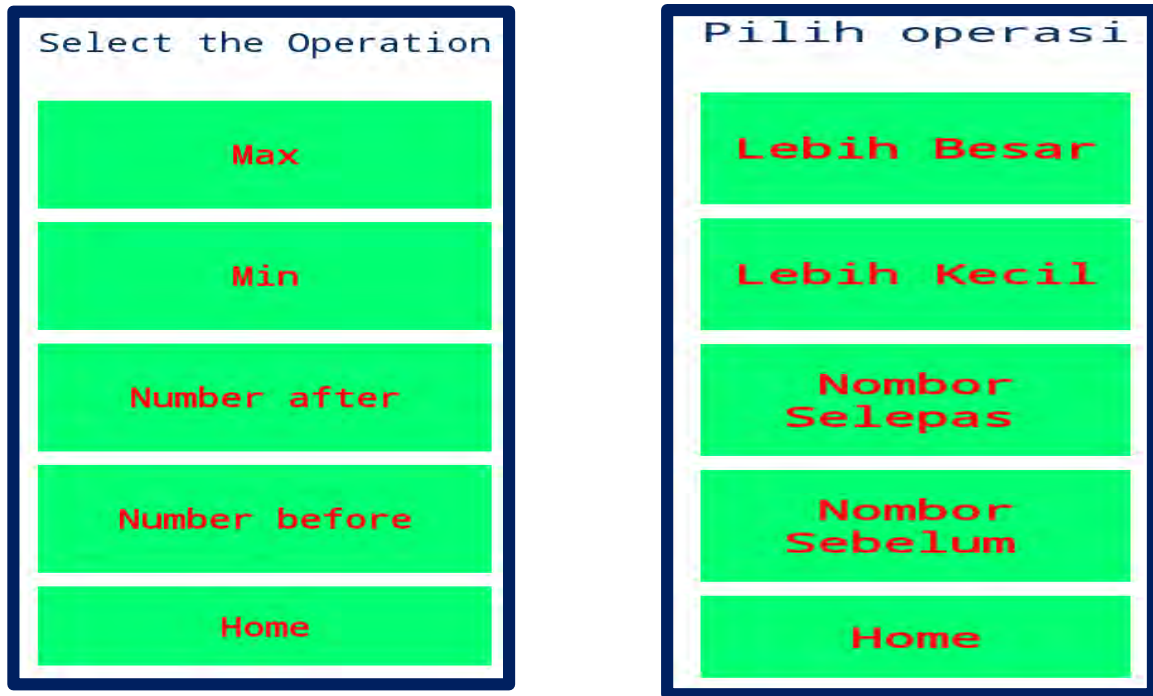 Select the Operation
Max
Min
Number after
Number before
Home
Pilih operasi
Lebih Besar
Lebih Kecil
Nombor
Selepas
Nombor
Sebelum
Home